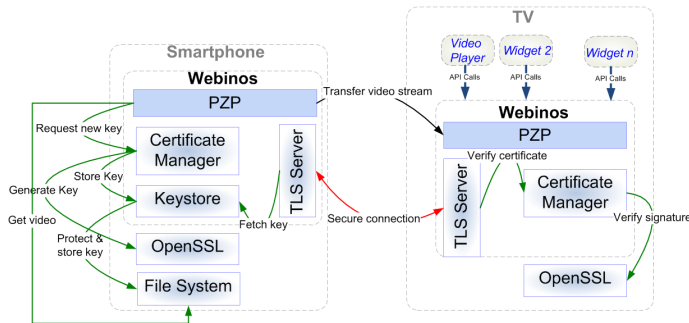 TV
Smartphone
Video
Player
Widget 2
Widget n
API Calls
API Calls
API Calls
Webinos
PZP
Transfer video stream
Webinos
PZP
Request new key
Certificate
Manager
TLS Server
Verify certificate
TLS Server
Certificate
Manager
Store Key
Generate Key
Keystore
Get video
Fetch key
Secure connection
Verify signature
Protect &
store key
OpenSSL
File System
OpenSSL